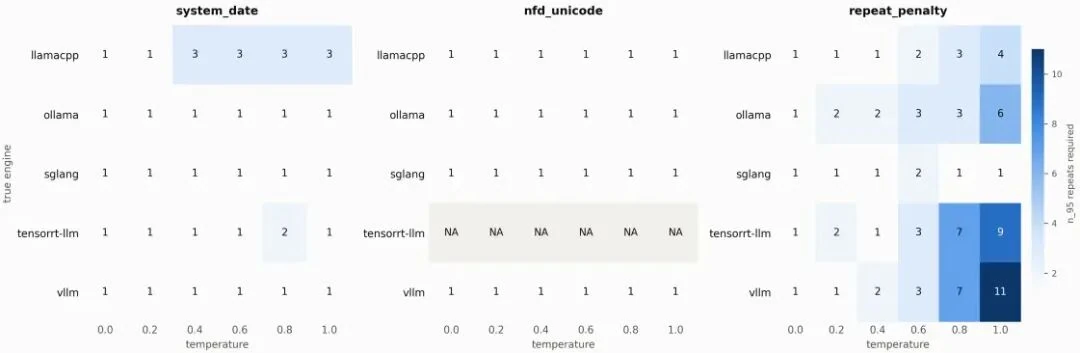 system_date
nfd_unicode
repeat_penalty
true engine
llamacpp 1 1 3 3 3 3
ollama 1 1 1 1 1 1
sglang 1 1 1 1 1 1
tensorrt-llm 1 1 1 1 2 1
vllm 1 1 1 1 1 1
0.0 0.2 0.4 0.6 0.8 1.0
temperature
llamacpp 1 1 1 1 1 1
ollama 1 1 1 1 1 1
sglang 1 1 1 1 1 1
tensorrt-llm NA NA NA NA NA NA
vllm 1 1 1 1 1 1
0.0 0.2 0.4 0.6 0.8 1.0
temperature
llamacpp 1 1 1 2 3 4
ollama 1 2 2 3 3 6
sglang 1 1 1 2 1 1
tensorrt-llm 1 2 1 3 7 9
vllm 1 1 2 3 7 11
0.0 0.2 0.4 0.6 0.8 1.0
temperature
10
8
6
4
2
n_95 repeats required